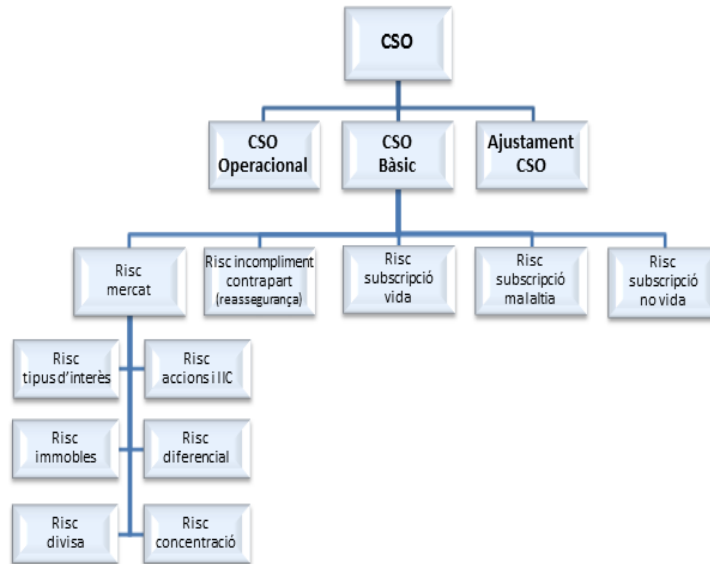 CSO
CSO
Operacional
CSO
Bàsic
Ajustament
CSO
Risc
mercat
Risc incompliment
contrapart
(reassegurança)
Risc
subscripció
vida
Risc
subscripció
malaltia
Risc
subscripció
no vida
Risc
tipus d'interès
Risc
accions i IIC
Risc
immobles
Risc
diferencial
Risc
divisa
Risc
concentració